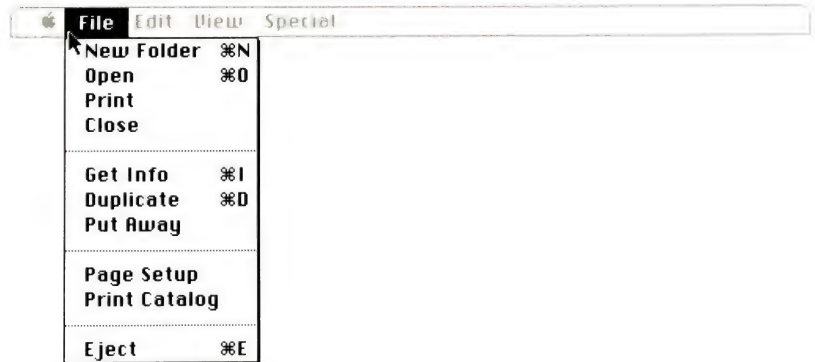 File Edit View Special
New Folder ⌘N
Open ⌘O
Print
Close
Get Info ⌘I
Duplicate ⌘D
Put Away
Page Setup
Print Catalog
Eject ⌘E